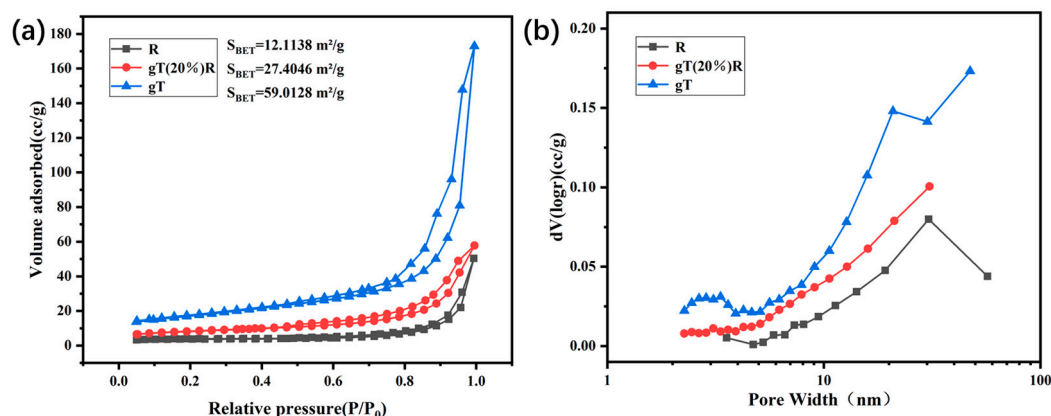 (a)
R
gT(20%)R
gT
S_BET=12.1138 m²/g
S_BET=27.4046 m²/g
S_BET=59.0128 m²/g
Volume adsorbed(cc/g)
180
160
140
120
100
80
60
40
20
0
0.0
0.2
0.4
0.6
0.8
1.0
Relative pressure(P/P₀)
(b)
R
gT(20%)R
gT
dV(logr)(cc/g)
0.20
0.15
0.10
0.05
0.00
1
10
100
Pore Width（nm）